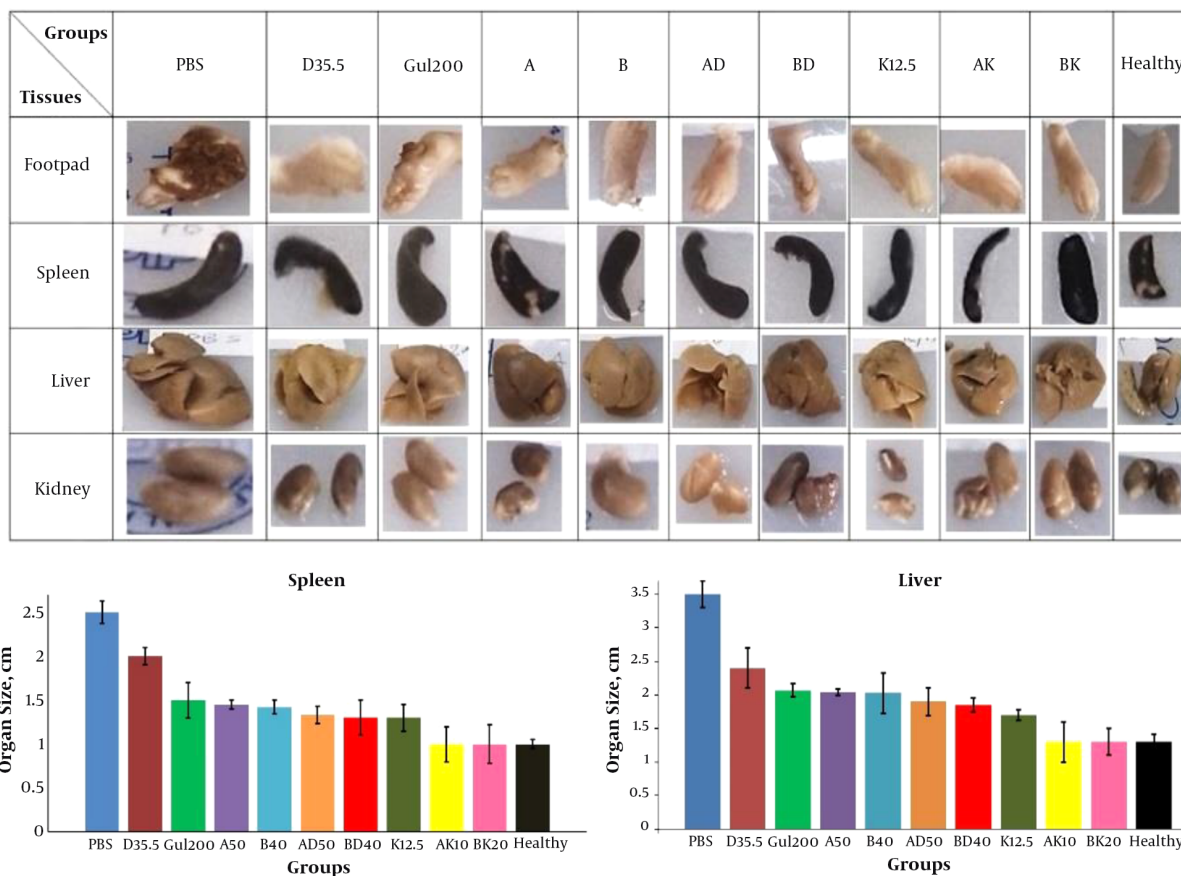 Groups
Tissues
PBS D35.5 Gul200 A B AD BD K12.5 AK BK Healthy
Footpad
Spleen
Liver
Kidney
Spleen
Organ Size, cm
2.5
2
1.5
1
0.5
0
PBS D35.5 Gul200 A50 B40 AD50 BD40 K12.5 AK10 BK20 Healthy
Groups
Liver
Organ Size, cm
3.5
3
2.5
2
1.5
1
0.5
0
PBS D35.5 Gul200 A50 B40 AD50 BD40 K12.5 AK10 BK20 Healthy
Groups